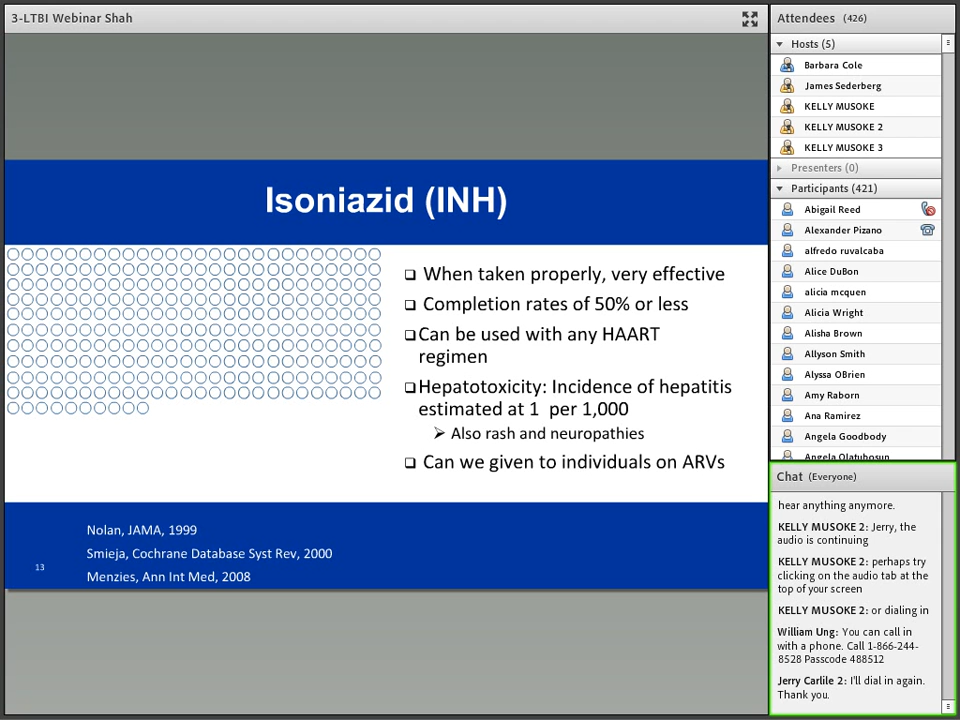 3-LTBI Webinar Shah
Isoniazid (INH)
When taken properly, very effective
Completion rates of 50% or less
Can be used with any HAART
regimen
Hepatotoxicity: Incidence of hepatitis
estimated at 1 per 1,000
Also rash and neuropathies
Can we given to individuals on ARVs
Nolan, JAMA, 1999
Smieja, Cochrane Database Syst Rev, 2000
13
Menzies, Ann Int Med, 2008
Attendees (426)
Hosts (5)
Barbara Cole
James Sederberg
KELLY MUSOKE
KELLY MUSOKE 2
KELLY MUSOKE 3
Presenters (0)
Participants (421)
Abigail Reed
Alexander Pizano
alfredo ruvalcaba
Alice DuBon
alicia mcquen
Alicia Wright
Alisha Brown
Allyson Smith
Alyssa OBrien
Amy Raborn
Ana Ramirez
Angela Goodbody
Angela Olatubosun
Chat (Everyone)
hear anything anymore.
KELLY MUSOKE 2: Jerry, the
audio is continuing
KELLY MUSOKE 2: perhaps try
clicking on the audio tab at the
top of your screen
KELLY MUSOKE 2: or dialing in
William Ung: You can call in
with a phone. Call 1-866-244-
8528 Passcode 488512
Jerry Carlile 2: I'll dial in again.
Thank you.